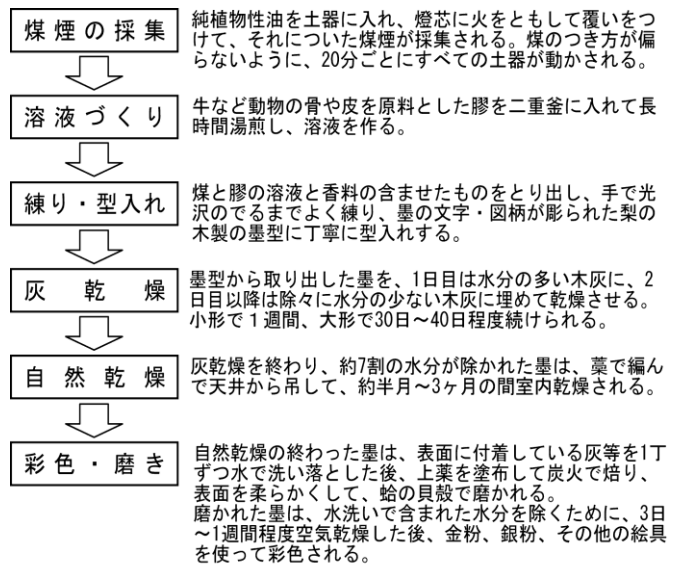 煤煙の採集
純植物性油を土器に入れ、燈芯に火をともして覆いをつ
けて、それについた煤煙が採集される。煤のつき方が偏
らないように、20分ごとにすべての土器が動かされる。
溶液づくり
牛など動物の骨や皮を原料とした膠を二重釜に入れて長
時間湯煎し、溶液を作る。
練り・型入れ
煤と膠の溶液と香料の含ませたものをとり出し、手で光
沢のでるまでよく練り、墨の文字・図柄が彫られた梨の
木製の墨型に丁寧に型入れする。
灰乾燥
墨型から取り出した墨を、1日目は水分の多い木灰に、2
日目以降は除々に水分の少ない木灰に埋めて乾燥させる。
小形で１週間、大形で30日～40日程度続けられる。
自然乾燥
灰乾燥を終わり、約7割の水分が除かれた墨は、藁で編ん
で天井から吊して、約半月～3ヶ月の間室内乾燥される。
彩色・磨き
自然乾燥の終わった墨は、表面に付着している灰等を1丁
ずつ水で洗い落とした後、上薬を塗布して炭火で焙り、
表面を柔らかくして、蛤の貝殻で磨かれる。
磨かれた墨は、水洗いで含まれた水分を除くために、3日
～1週間程度空気乾燥した後、金粉、銀粉、その他の絵具
を使って彩色される。